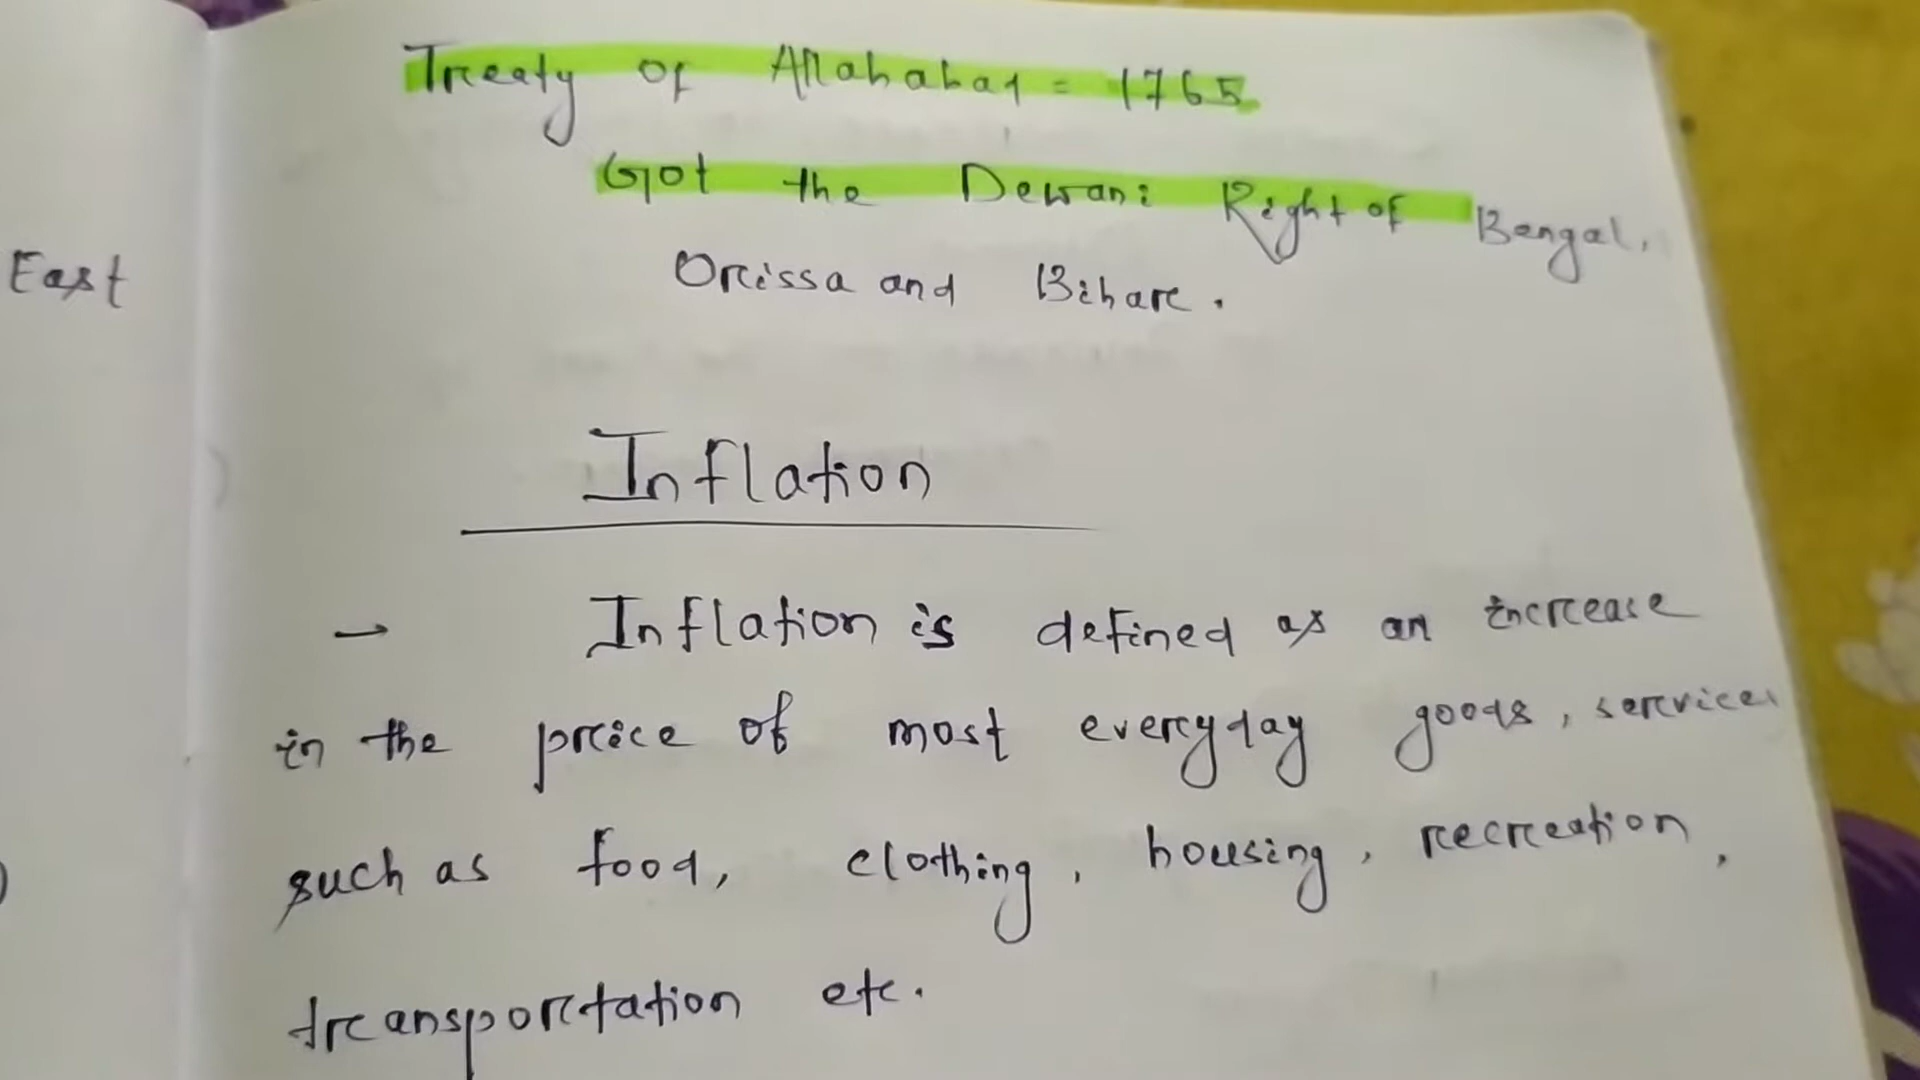 Treaty of Allahabad = 1765
Got the Dewani Right of Bengal,
Orissa and Bihar.
East
Inflation
→ Inflation is defined as an increase
in the price of most everyday goods, services
such as food, clothing, housing, recreation,
transportation etc.